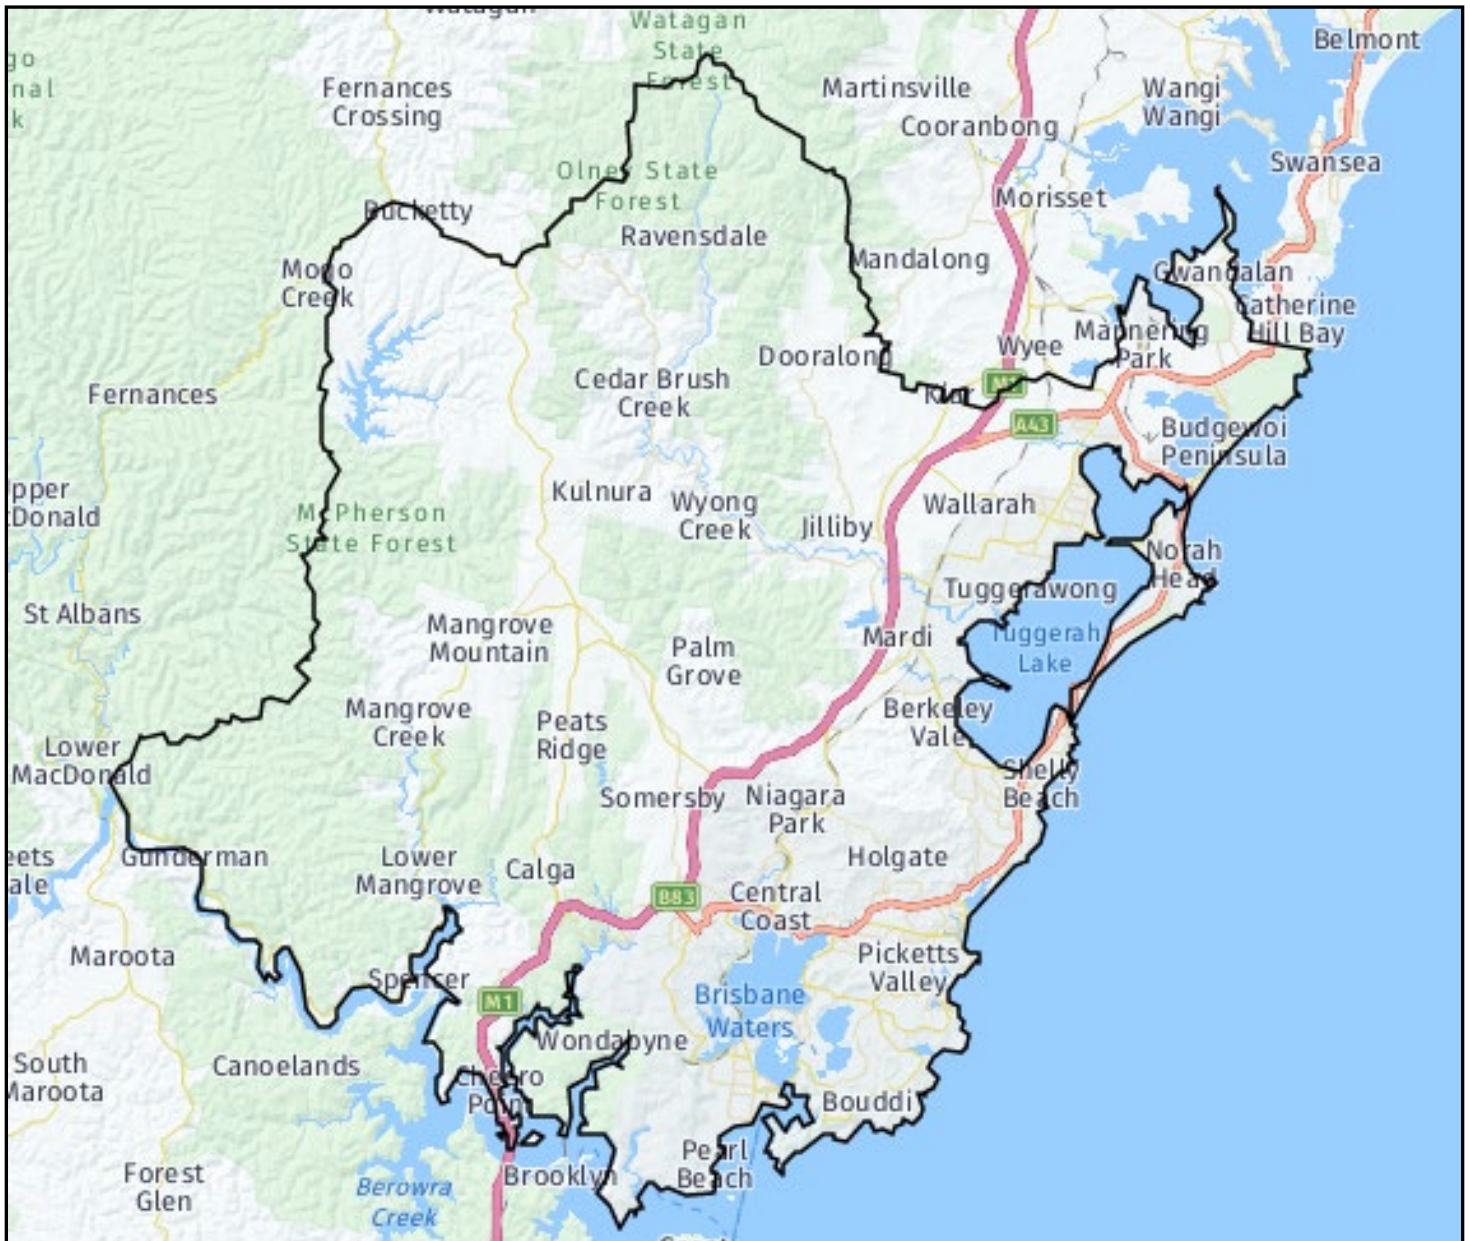 Watagan
Watagan
State
Forest
Belmont
Fernances
Crossing
Martinsville
Wangi
Wangi
Cooranbong
Swansea
Olney State
Forest
Morisset
Bucketty
Ravensdale
Mandalong
Mogo
Creek
Gwandalan
Catherine
Hill Bay
Mannering
Park
Wyee
Dooralong
M1
Cedar Brush
Creek
Fernances
Kiar
A43
Budgewoi
Peninsula
Kulnura
Wyong
Creek
Wallarah
Jilliby
McPherson
State Forest
Norah
Head
Tuggerawong
St Albans
Mangrove
Mountain
Mardi
Tuggerah
Lake
Palm
Grove
Mangrove
Creek
Peats
Ridge
Berkeley
Vale
Lower
MacDonald
Shelly
Beach
Somersby
Niagara
Park
Gunderman
Lower
Mangrove
Calga
Holgate
B83
Central
Coast
Maroota
Spencer
Picketts
Valley
M1
Brisbane
Waters
Wondabyne
South
Maroota
Canoelands
Cheero
Point
Bouddi
Pearl
Beach
Brooklyn
Forest
Glen
Berowra
Creek